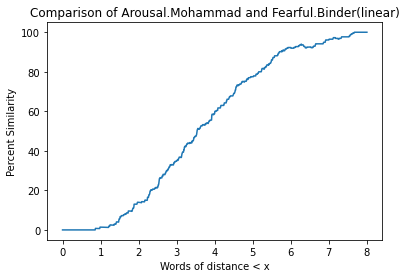 Comparison of Arousal.Mohammad and Fearful.Binder(linear)
100
80
60
40
20
0
Percent Similarity
0 1 2 3 4 5 6 7 8
Words of distance < x